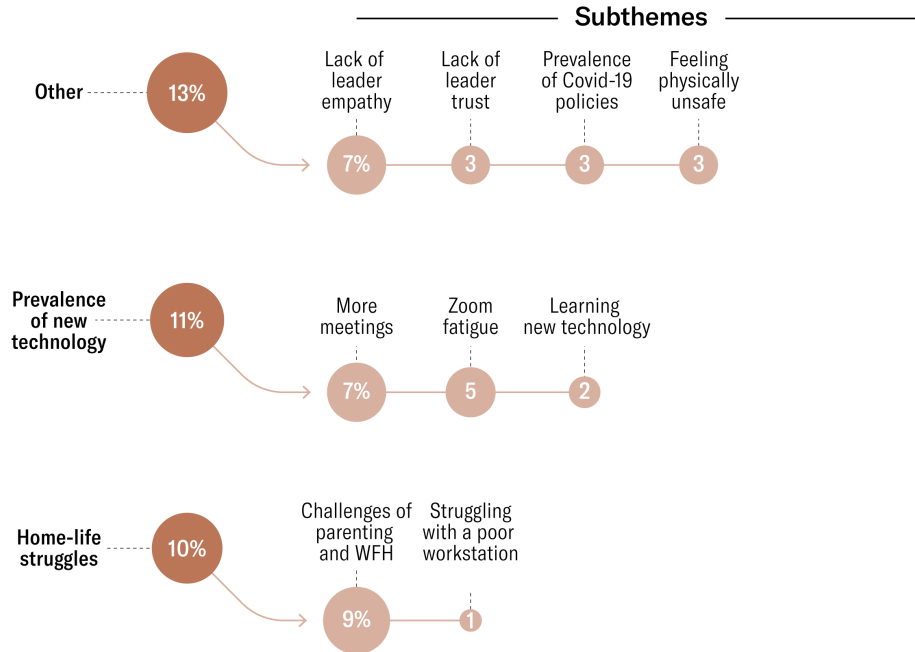 Subthemes
Other
13%
Lack of
leader
empathy
Lack of
leader
trust
Prevalence
of Covid-19
policies
Feeling
physically
unsafe
7%
3
3
3
Prevalence
of new
technology
11%
More
meetings
Zoom
fatigue
Learning
new technology
7%
5
2
Home-life
struggles
10%
Challenges of
parenting
and WFH
Struggling
with a poor
workstation
9%
1